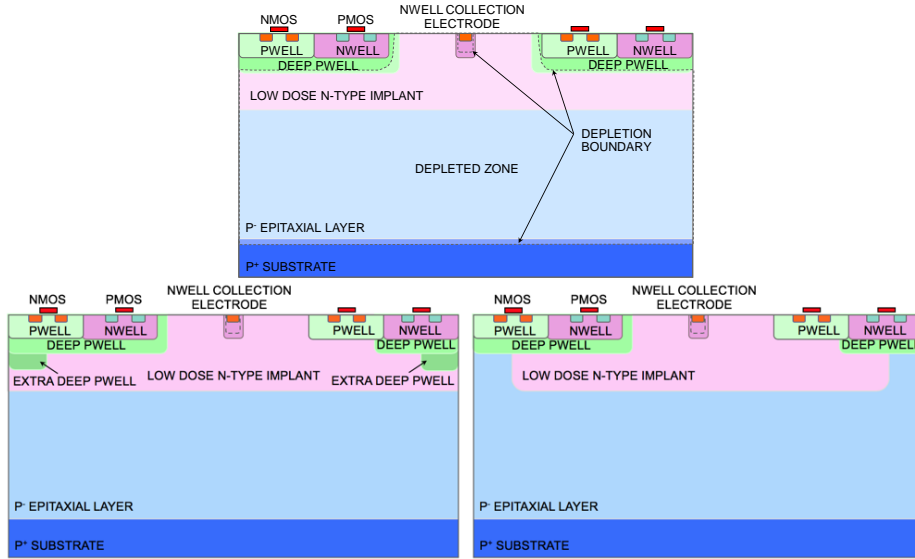 NWELL COLLECTION
ELECTRODE
NMOS PMOS
PWELL NWELL PWELL NWELL
DEEP PWELL DEEP PWELL
LOW DOSE N-TYPE IMPLANT
DEPLETION
BOUNDARY
DEPLETED ZONE
P⁻ EPITAXIAL LAYER
P⁺ SUBSTRATE
NWELL COLLECTION
ELECTRODE
NMOS PMOS
PWELL NWELL PWELL NWELL
DEEP PWELL DEEP PWELL
EXTRA DEEP PWELL LOW DOSE N-TYPE IMPLANT EXTRA DEEP PWELL
P⁻ EPITAXIAL LAYER
P⁺ SUBSTRATE
NWELL COLLECTION
ELECTRODE
NMOS PMOS
PWELL NWELL PWELL NWELL
DEEP PWELL DEEP PWELL
LOW DOSE N-TYPE IMPLANT
P⁻ EPITAXIAL LAYER
P⁺ SUBSTRATE